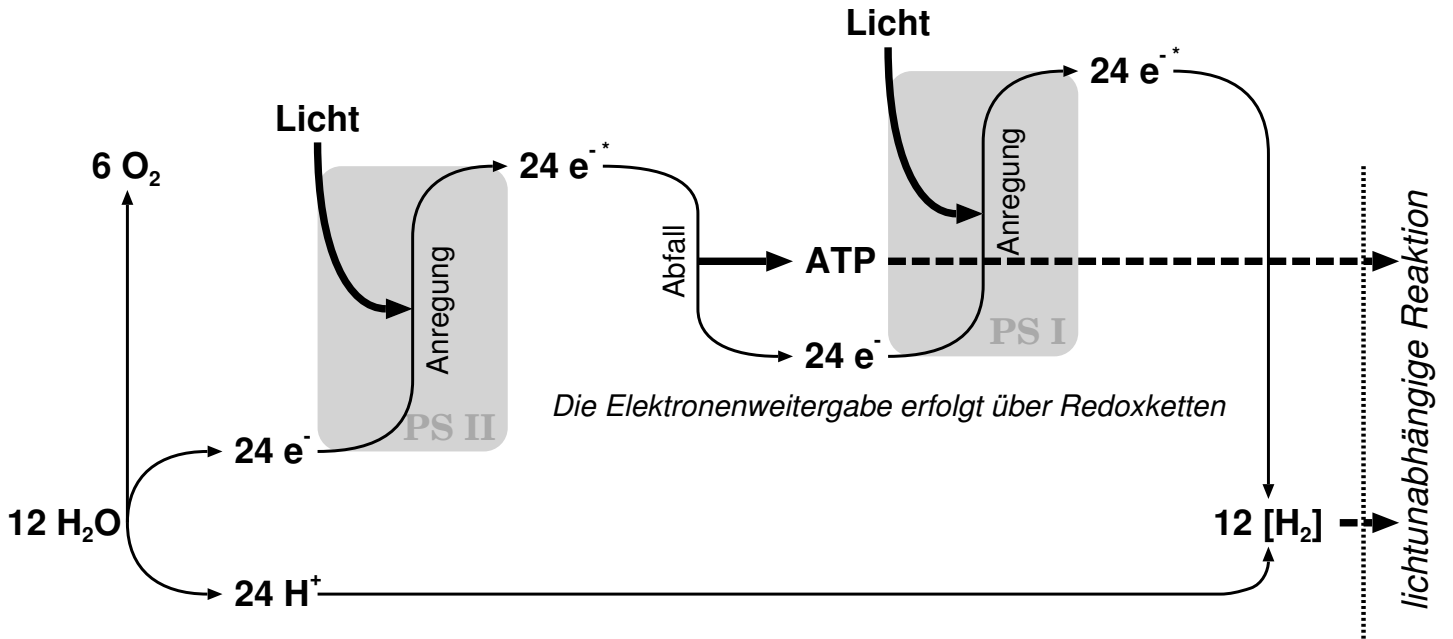 Licht
24 e⁻*
Licht
6 O₂
24 e⁻*
Anregung
Anregung
Abfall
ATP
PS I
24 e⁻
Die Elektronenweitergabe erfolgt über Redoxketten
PS II
24 e⁻
12 H₂O
12 [H₂]
24 H⁺
lichtunabhängige Reaktion